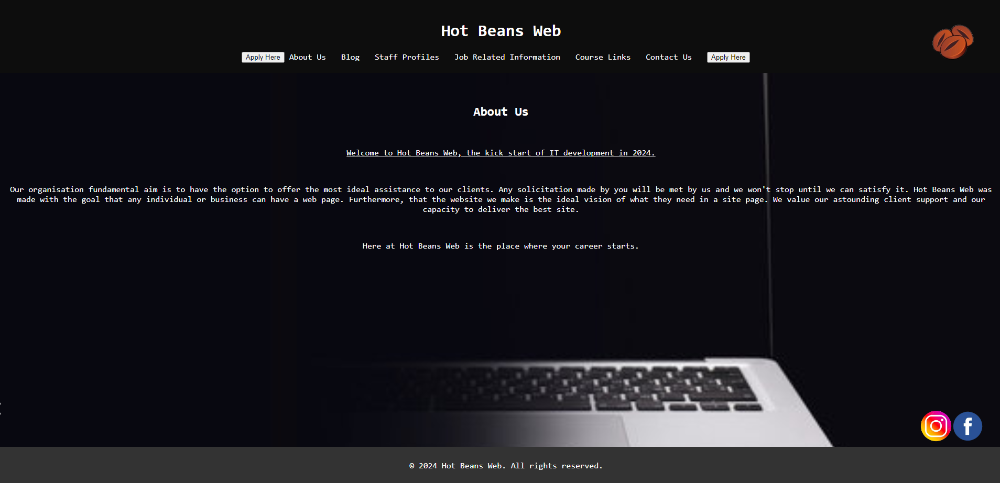 Hot Beans Web
Apply Here About Us Blog Staff Profiles Job Related Information Course Links Contact Us Apply Here
About Us
Welcome to Hot Beans Web, the kick start of IT development in 2024.
Our organisation fundamental aim is to have the option to offer the most ideal assistance to our clients. Any solicitation made by you will be met by us and we won't stop until we can satisfy it. Hot Beans Web was
made with the goal that any individual or business can have a web page. Furthermore, that the website we make is the ideal vision of what they need in a site page. We value our astounding client support and our
capacity to deliver the best site.
Here at Hot Beans Web is the place where your career starts.
© 2024 Hot Beans Web. All rights reserved.